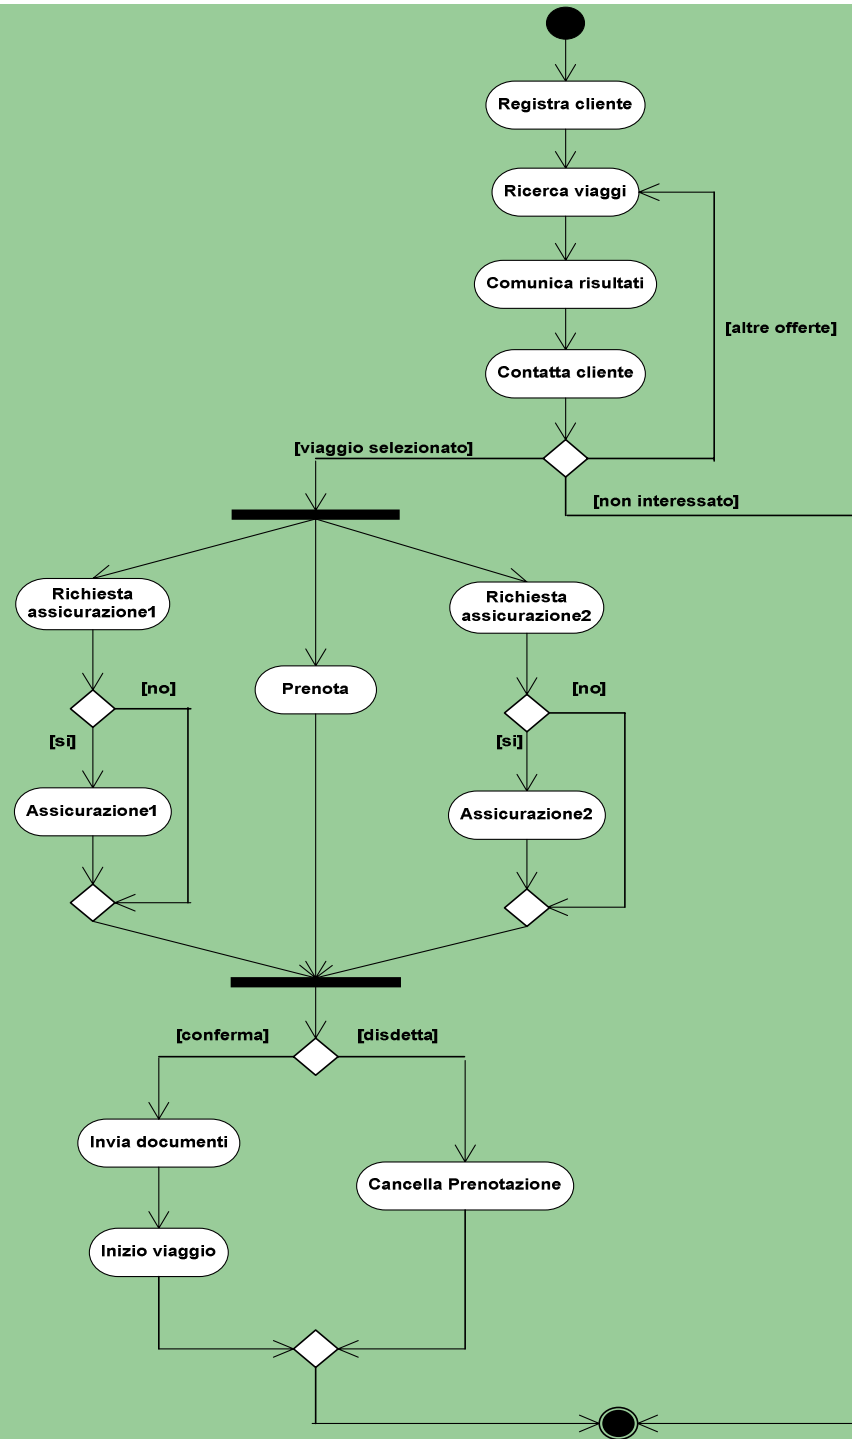 Registra cliente
Ricerca viaggi
Comunica risultati
[altre offerte]
Contatta cliente
[viaggio selezionato]
[non interessato]
Richiesta
assicurazione1
Richiesta
assicurazione2
Prenota
[no]
[no]
[si]
[si]
Assicurazione1
Assicurazione2
[conferma]
[disdetta]
Invia documenti
Cancella Prenotazione
Inizio viaggio